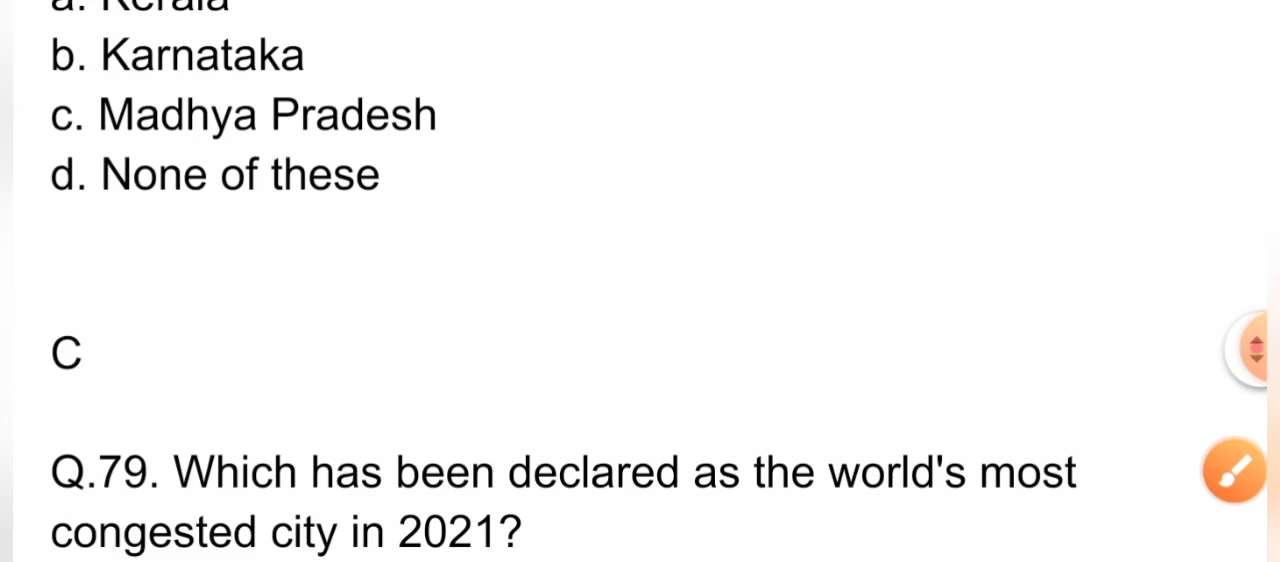 b. Karnataka
c. Madhya Pradesh
d. None of these
C
Q.79. Which has been declared as the world's most
congested city in 2021?